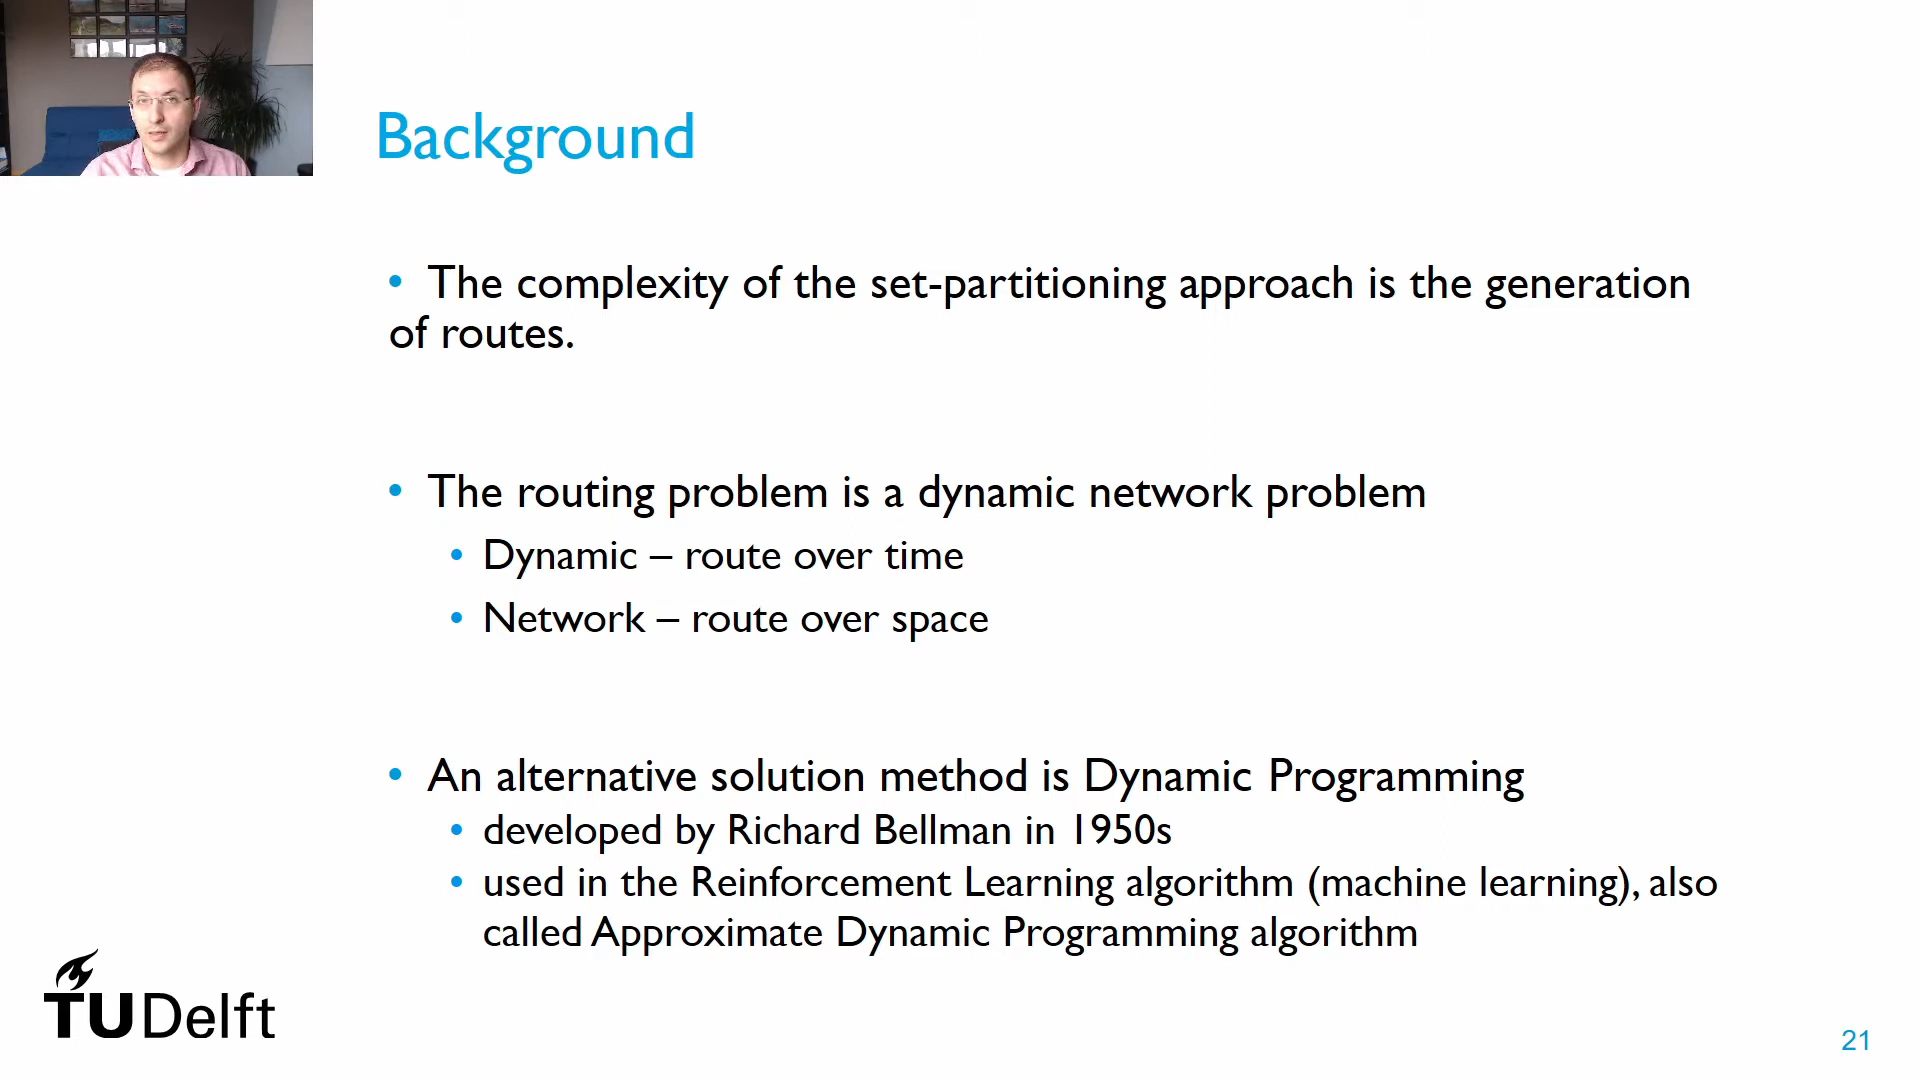 Background
• The complexity of the set-partitioning approach is the generation
of routes.
• The routing problem is a dynamic network problem
• Dynamic – route over time
• Network – route over space
• An alternative solution method is Dynamic Programming
• developed by Richard Bellman in 1950s
• used in the Reinforcement Learning algorithm (machine learning), also
called Approximate Dynamic Programming algorithm
TUDelft
21